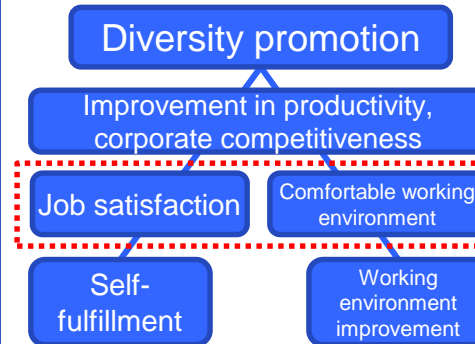 Diversity promotion
Improvement in productivity,
corporate competitiveness
Job satisfaction
Comfortable working
environment
Self-
fulfillment
Working
environment
improvement